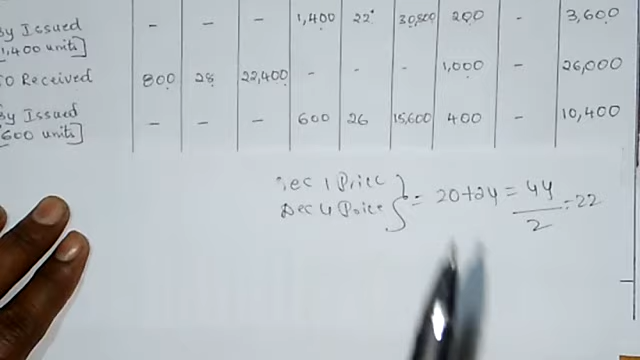 By Issued - - - 1,400 22 30,800 200 - 3,600
[1,400 units]
TO Received 800 28 22,400 - - - 1,000 - 26,000
By Issued - - - 600 26 15,600 400 - 10,400
[600 units]
Dec 1 Price } = 20+24 = 44/2 = 22
Dec 4 Price